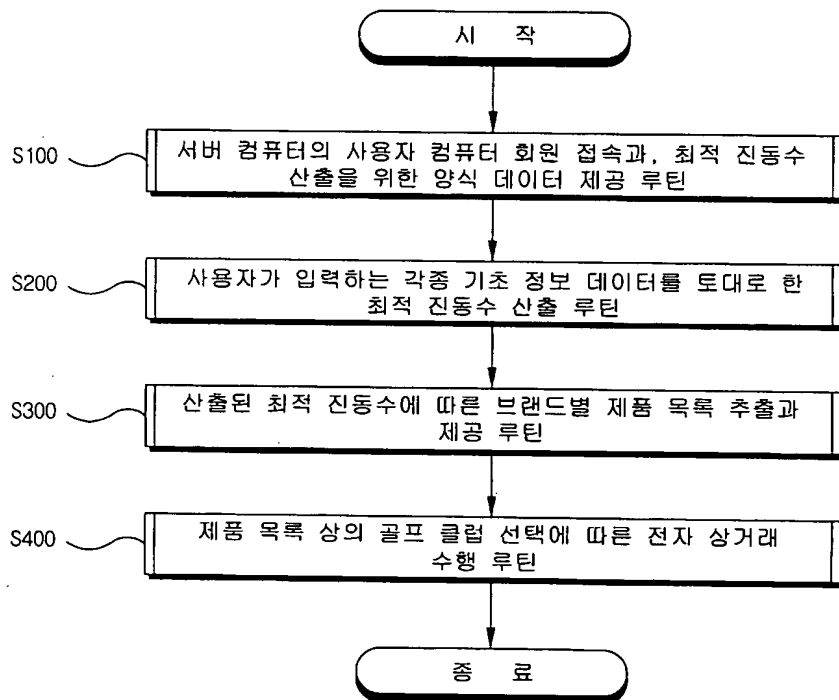 시 작
S100
서버 컴퓨터의 사용자 컴퓨터 회원 접속과, 최적 진동수
산출을 위한 양식 데이터 제공 루틴
S200
사용자가 입력하는 각종 기초 정보 데이터를 토대로 한
최적 진동수 산출 루틴
S300
산출된 최적 진동수에 따른 브랜드별 제품 목록 추출과
제공 루틴
S400
제품 목록 상의 골프 클럽 선택에 따른 전자 상거래
수행 루틴
종 료